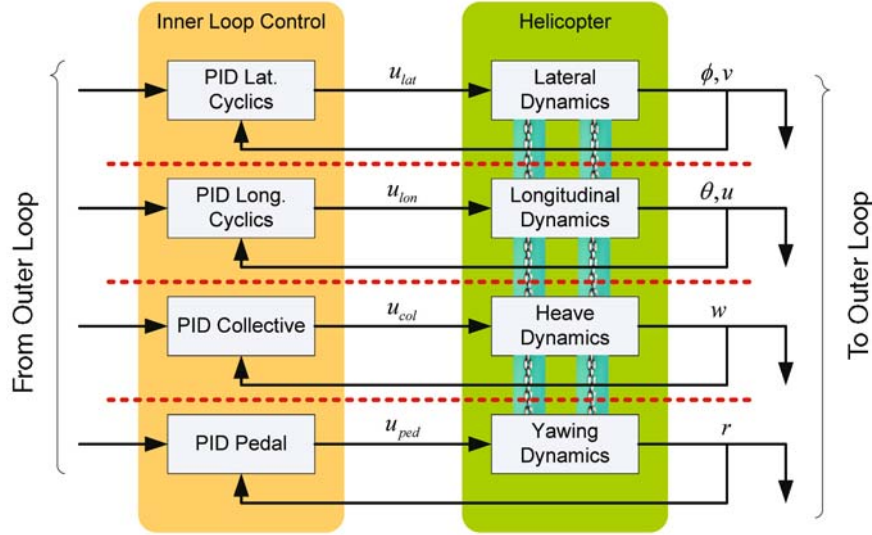 Inner Loop Control
Helicopter
PID Lat.
Cyclics
u_lat
Lateral
Dynamics
ϕ, v
PID Long.
Cyclics
u_lon
Longitudinal
Dynamics
θ, u
PID Collective
u_col
Heave
Dynamics
w
PID Pedal
u_ped
Yawing
Dynamics
r
From Outer Loop
To Outer Loop